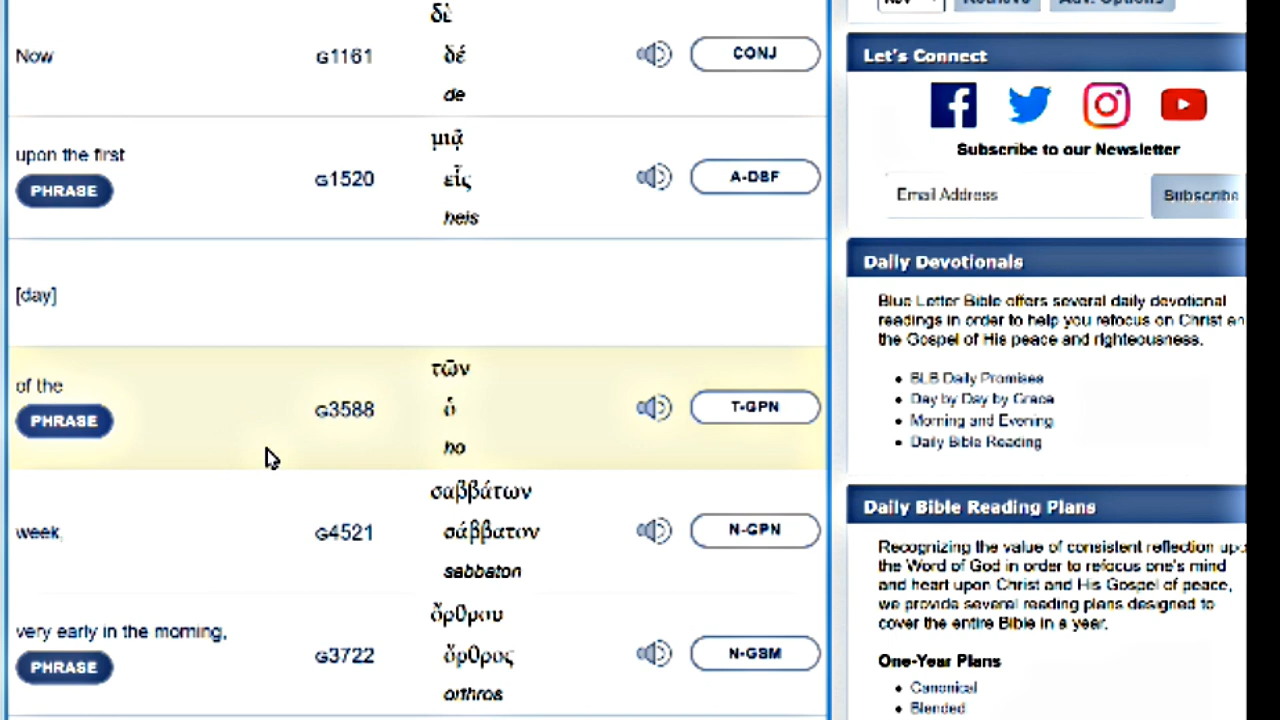 δὲ
Now G1161 δέ CONJ
de
μιᾷ
upon the first
PHRASE G1520 εἷς A-DSF
heis
[day]
τῶν
of the
PHRASE G3588 ὁ T-GPN
ho
σαββάτων
week, G4521 σάββατον N-GPN
sabbaton
ὄρθρου
very early in the morning,
PHRASE G3722 ὄρθρος N-GSM
orthros
Let's Connect
Subscribe to our Newsletter
Email Address Subscribe
Daily Devotionals
Blue Letter Bible offers several daily devotional
readings in order to help you refocus on Christ an
the Gospel of His peace and righteousness.
BLB Daily Promises
Day by Day by Grace
Morning and Evening
Daily Bible Reading
Daily Bible Reading Plans
Recognizing the value of consistent reflection upo
the Word of God in order to refocus one's mind
and heart upon Christ and His Gospel of peace,
we provide several reading plans designed to
cover the entire Bible in a year.
One-Year Plans
Canonical
Blended